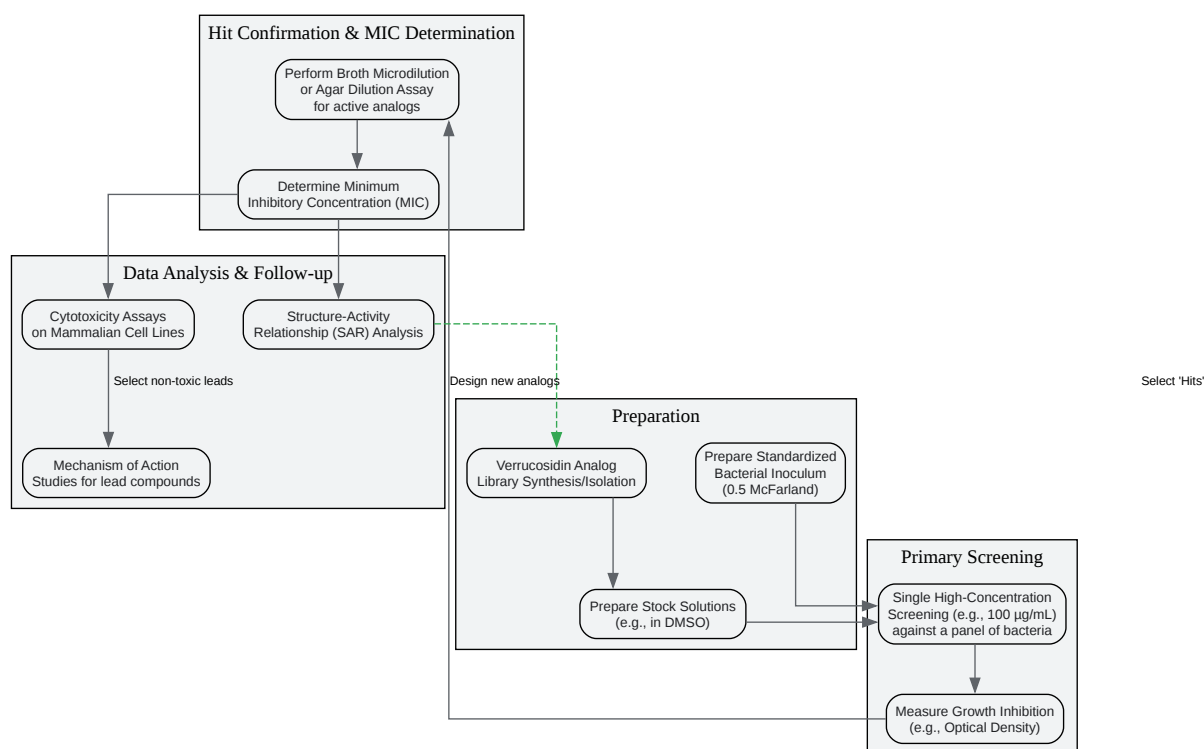 Hit Confirmation & MIC Determination
Perform Broth Microdilution
or Agar Dilution Assay
for active analogs
Determine Minimum
Inhibitory Concentration (MIC)
Data Analysis & Follow-up
Cytotoxicity Assays
on Mammalian Cell Lines
Structure-Activity
Relationship (SAR) Analysis
Select non-toxic leads
Design new analogs
Select 'Hits'
Mechanism of Action
Studies for lead compounds
Preparation
Verrucosidin Analog
Library Synthesis/Isolation
Prepare Standardized
Bacterial Inoculum
(0.5 McFarland)
Prepare Stock Solutions
(e.g., in DMSO)
Primary Screening
Single High-Concentration
Screening (e.g., 100 µg/mL)
against a panel of bacteria
Measure Growth Inhibition
(e.g., Optical Density)